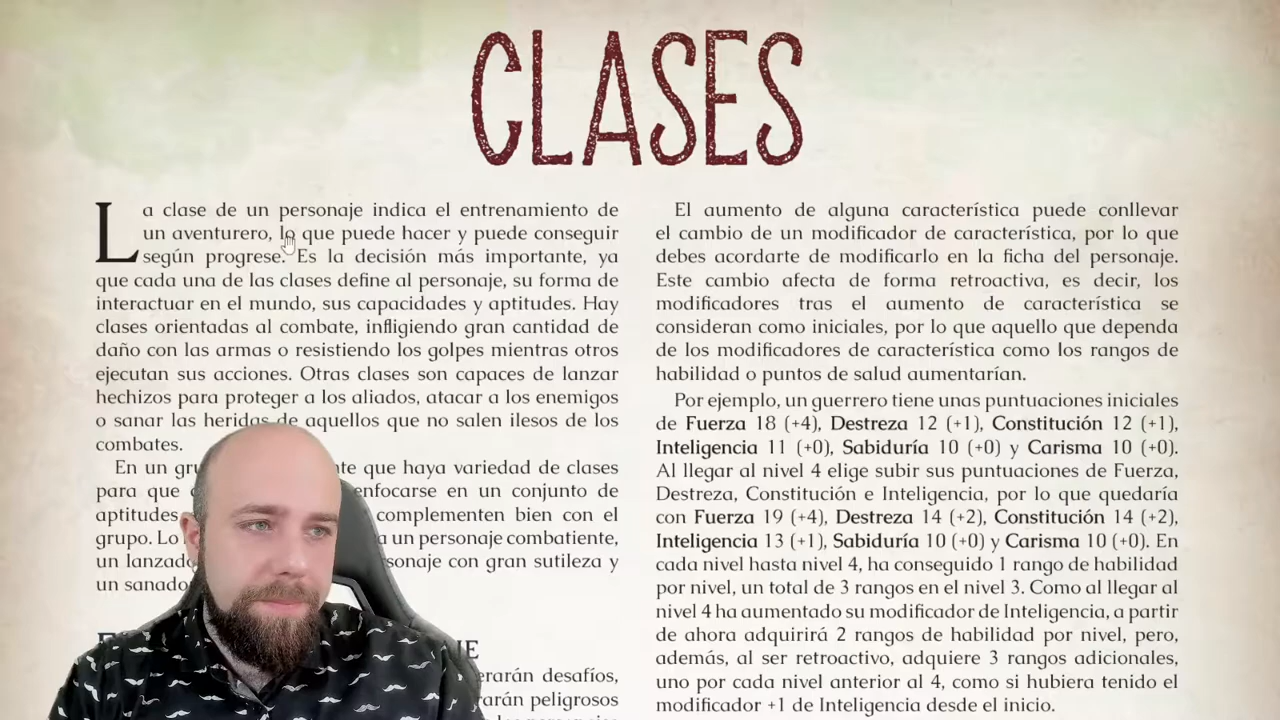 CLASES
La clase de un personaje indica el entrenamiento de
un aventurero, lo que puede hacer y puede conseguir
según progrese. Es la decisión más importante, ya
que cada una de las clases define al personaje, su forma de
interactuar en el mundo, sus capacidades y aptitudes. Hay
clases orientadas al combate, infligiendo gran cantidad de
daño con las armas o resistiendo los golpes mientras otros
ejecutan sus acciones. Otras clases son capaces de lanzar
hechizos para proteger a los aliados, atacar a los enemigos
o sanar las heridas de aquellos que no salen ilesos de los
combates.
En un que haya variedad de clases
para que enfocarse en un conjunto de
aptitudes complementen bien con el
grupo. Lo a un personaje combatiente,
un con gran sutileza y
un
desafíos,
peligrosos
El aumento de alguna característica puede conllevar
el cambio de un modificador de característica, por lo que
debes acordarte de modificarlo en la ficha del personaje.
Este cambio afecta de forma retroactiva, es decir, los
modificadores tras el aumento de característica se
consideran como iniciales, por lo que aquello que dependa
de los modificadores de característica como los rangos de
habilidad o puntos de salud aumentarían.
Por ejemplo, un guerrero tiene unas puntuaciones iniciales
de Fuerza 18 (+4), Destreza 12 (+1), Constitución 12 (+1),
Inteligencia 11 (+0), Sabiduría 10 (+0) y Carisma 10 (+0).
Al llegar al nivel 4 elige subir sus puntuaciones de Fuerza,
Destreza, Constitución e Inteligencia, por lo que quedaría
con Fuerza 19 (+4), Destreza 14 (+2), Constitución 14 (+2),
Inteligencia 13 (+1), Sabiduría 10 (+0) y Carisma 10 (+0). En
cada nivel hasta nivel 4, ha conseguido 1 rango de habilidad
por nivel, un total de 3 rangos en el nivel 3. Como al llegar al
nivel 4 ha aumentado su modificador de Inteligencia, a partir
de ahora adquirirá 2 rangos de habilidad por nivel, pero,
además, al ser retroactivo, adquiere 3 rangos adicionales,
uno por cada nivel anterior al 4, como si hubiera tenido el
modificador +1 de Inteligencia desde el inicio.